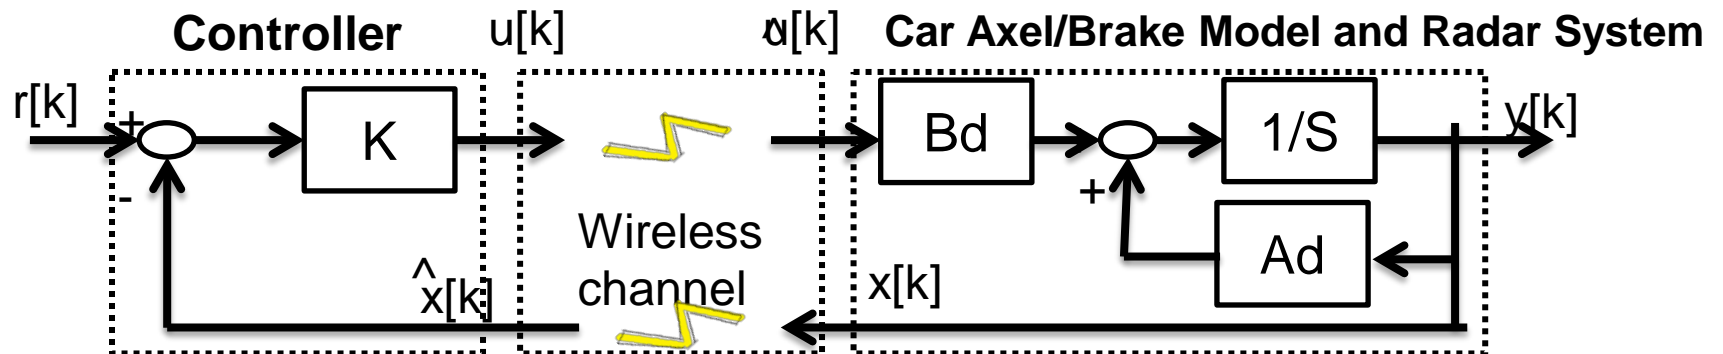 Controller
u[k]
û[k]
Car Axel/Brake Model and Radar System
r[k]
+
-
K
Bd
1/S
y[k]
+
Ad
Wireless
channel
^
x[k]
x[k]